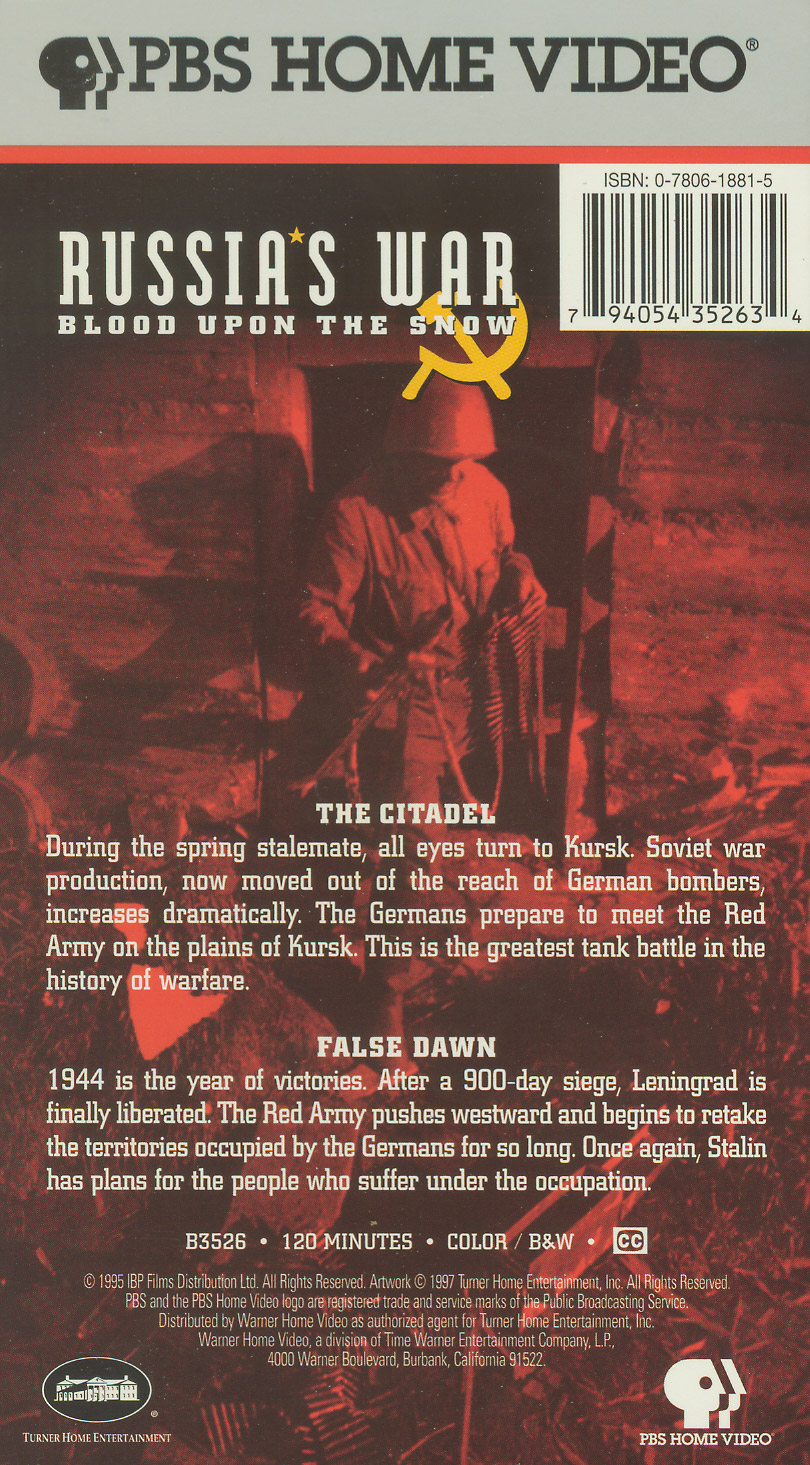 PBS HOME VIDEO®
ISBN: 0-7806-1881-5
7 94054 35263 4
RUSSIA'S WAR
BLOOD UPON THE SNOW
THE CITADEL
During the spring stalemate, all eyes turn to Kursk. Soviet war
production, now moved out of the reach of German bombers,
increases dramatically. The Germans prepare to meet the Red
Army on the plains of Kursk. This is the greatest tank battle in the
history of warfare.
FALSE DAWN
1944 is the year of victories. After a 900-day siege, Leningrad is
finally liberated. The Red Army pushes westward and begins to retake
the territories occupied by the Germans for so long. Once again, Stalin
has plans for the people who suffer under the occupation.
B3526 • 120 MINUTES • COLOR / B&W • CC
© 1995 IBP Films Distribution Ltd. All Rights Reserved. Artwork © 1997 Turner Home Entertainment, Inc. All Rights Reserved.
PBS and the PBS Home Video logo are registered trade and service marks of the Public Broadcasting Service.
Distributed by Warner Home Video as authorized agent for Turner Home Entertainment, Inc.
Warner Home Video, a division of Time Warner Entertainment Company, L.P.,
4000 Warner Boulevard, Burbank, California 91522.
®
TURNER HOME ENTERTAINMENT
PBS HOME VIDEO®